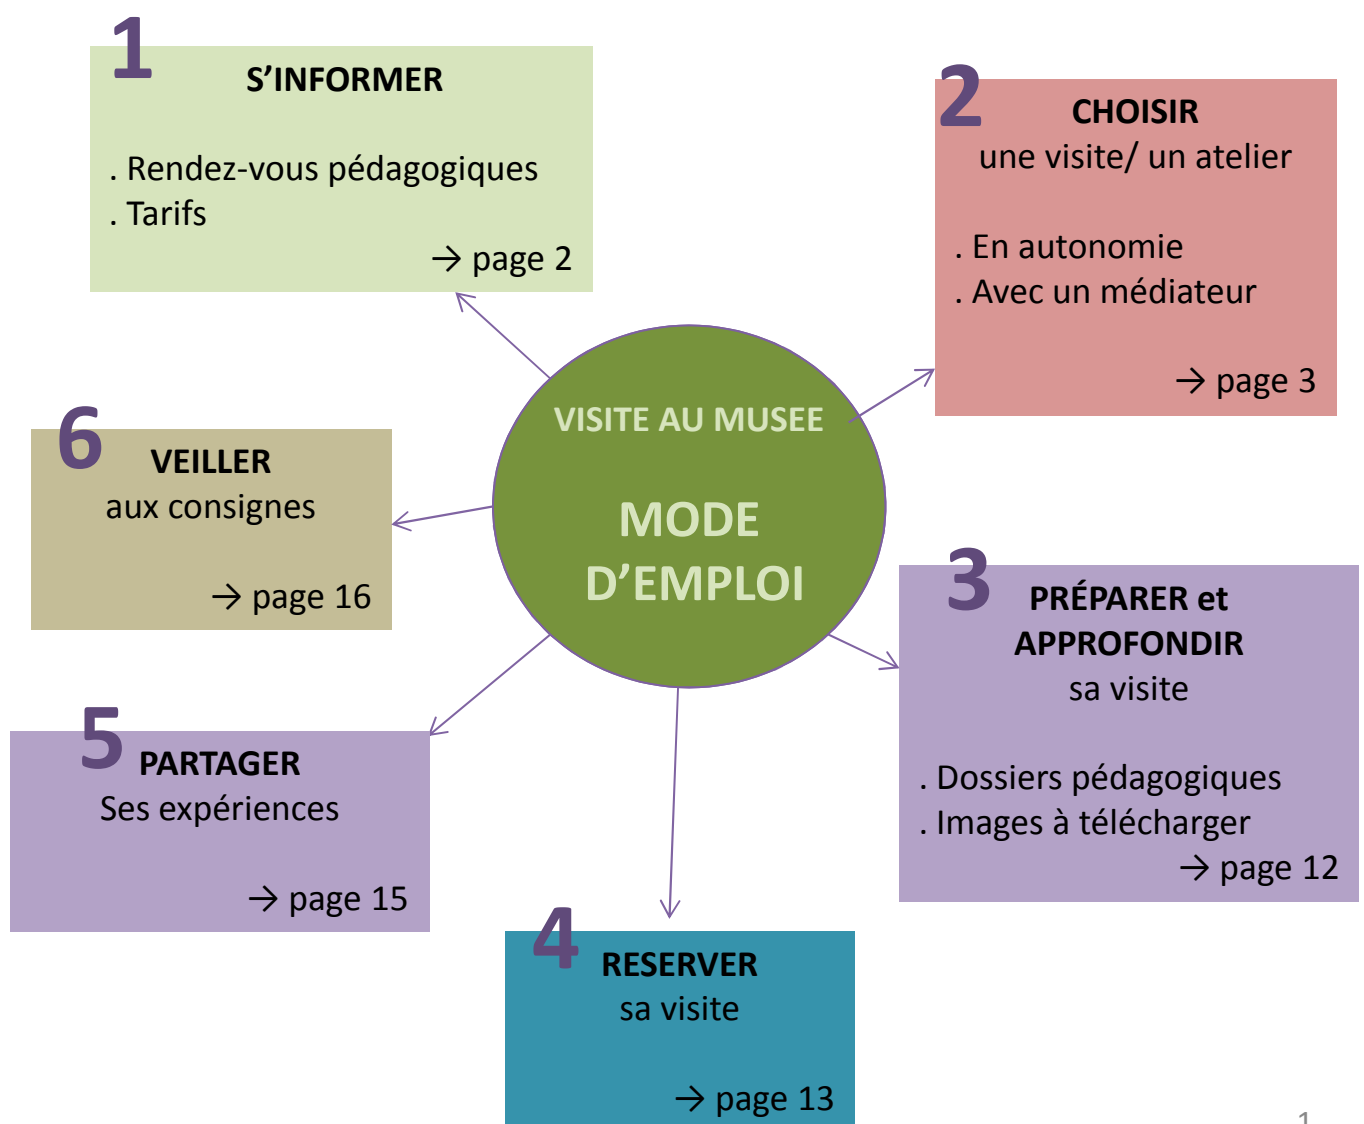 VISITE AU MUSEE
MODE
D’EMPLOI
1
S’INFORMER
. Rendez-vous pédagogiques
. Tarifs
→ page 2
2
CHOISIR
une visite/ un atelier
. En autonomie
. Avec un médiateur
→ page 3
3
PRÉPARER et
APPROFONDIR
sa visite
. Dossiers pédagogiques
. Images à télécharger
→ page 12
4
RESERVER
sa visite
→ page 13
5
PARTAGER
Ses expériences
→ page 15
6
VEILLER
aux consignes
→ page 16
1